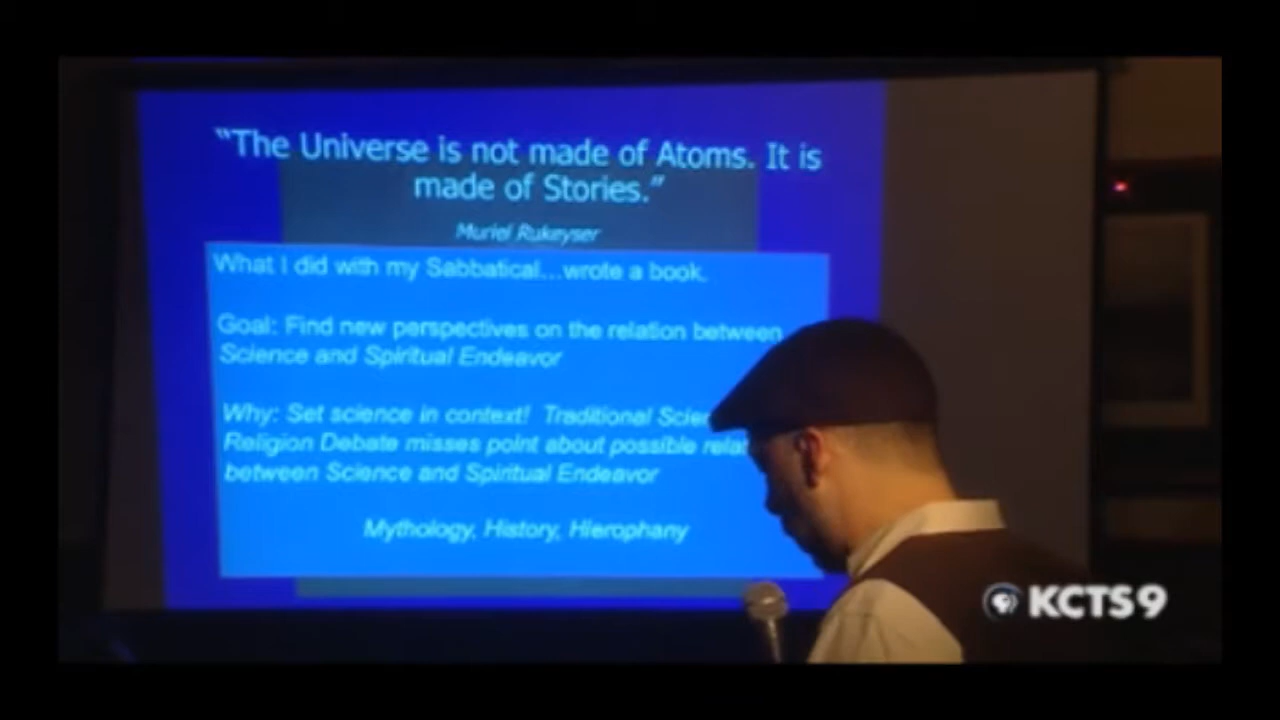 “The Universe is not made of Atoms. It is
made of Stories.”
Muriel Rukeyser
What I did with my Sabbatical...wrote a book.
Goal: Find new perspectives on the relation between
Science and Spiritual Endeavor
Why: Set science in context! Traditional
Religion Debate misses point about possible
between Science and Spiritual Endeavor
Mythology, History, Hierophany
KCTS9